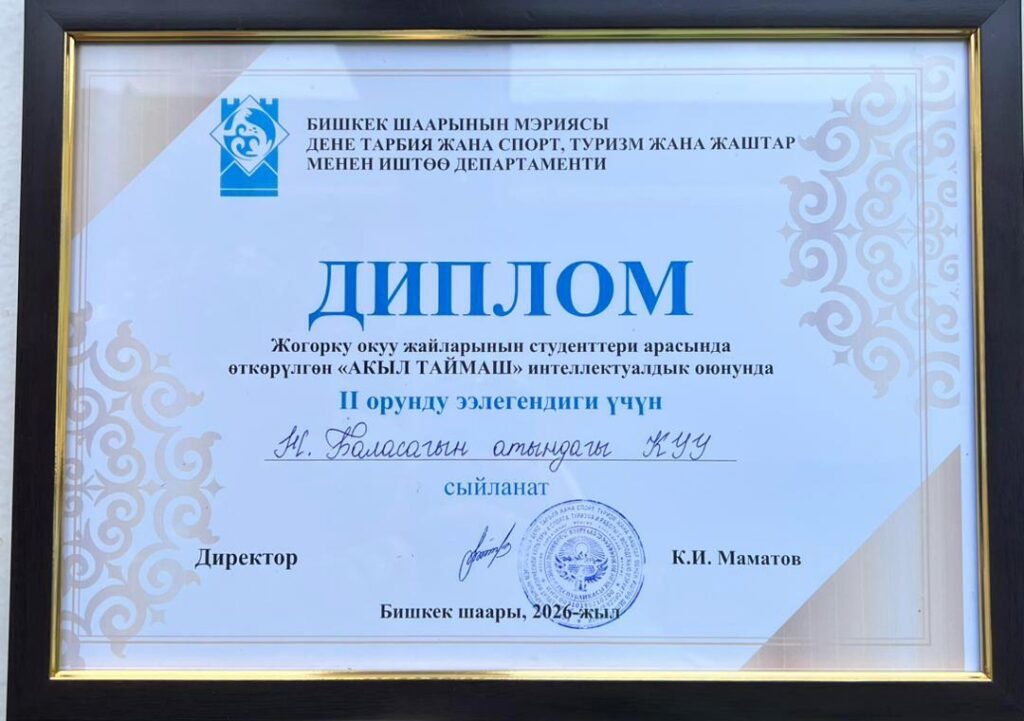 БИШКЕК ШААРЫНЫН МЭРИЯСЫ
ДЕНЕ ТАРБИЯ ЖАНА СПОРТ, ТУРИЗМ ЖАНА ЖАШТАР
МЕНЕН ИШТӨӨ ДЕПАРТАМЕНТИ
ДИПЛОМ
Жогорку окуу жайларынын студенттери арасында
өткөрүлгөн «АКЫЛ ТАЙМАШ» интеллектуалдык оюнунда
II орунду ээлегендиги үчүн
Ж. Баласагын атындагы КУУ
сыйланат
Директор
К.И. Маматов
Бишкек шаары, 2026-жыл